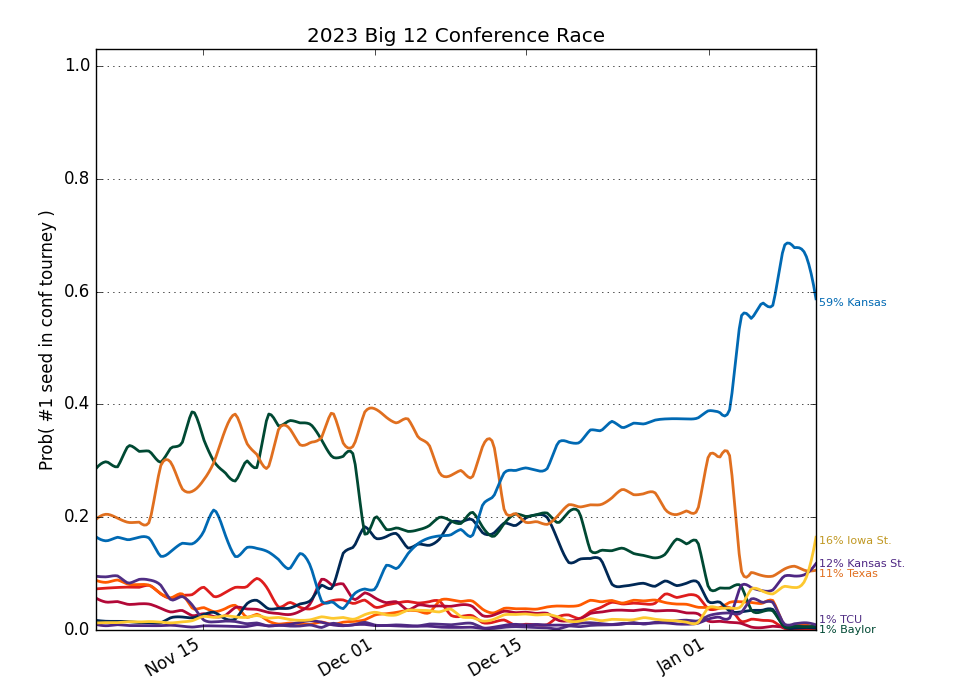 2023 Big 12 Conference Race
Prob( #1 seed in conf tourney )
1.0
0.8
0.6
0.4
0.2
0.0
59% Kansas
16% Iowa St.
12% Kansas St.
11% Texas
1% TCU
1% Baylor
Nov 15
Dec 01
Dec 15
Jan 01